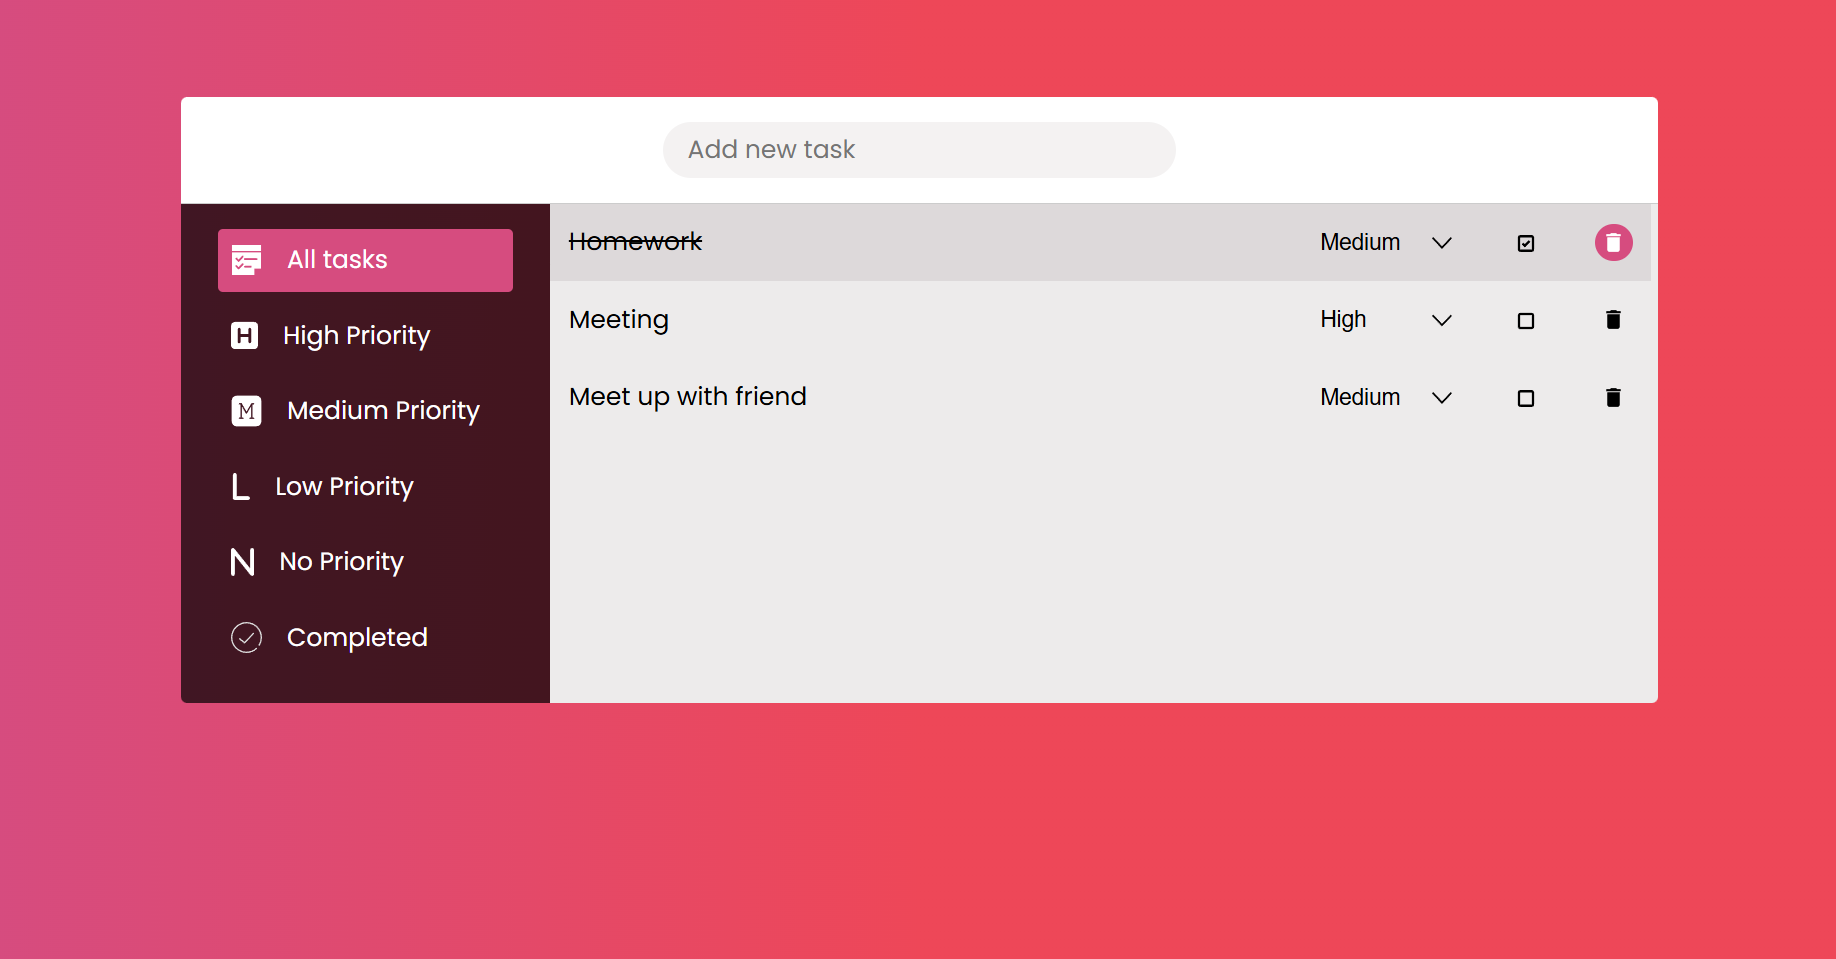 Add new task
All tasks
H High Priority
M Medium Priority
L Low Priority
N No Priority
Completed
Homework Medium
Meeting High
Meet up with friend Medium